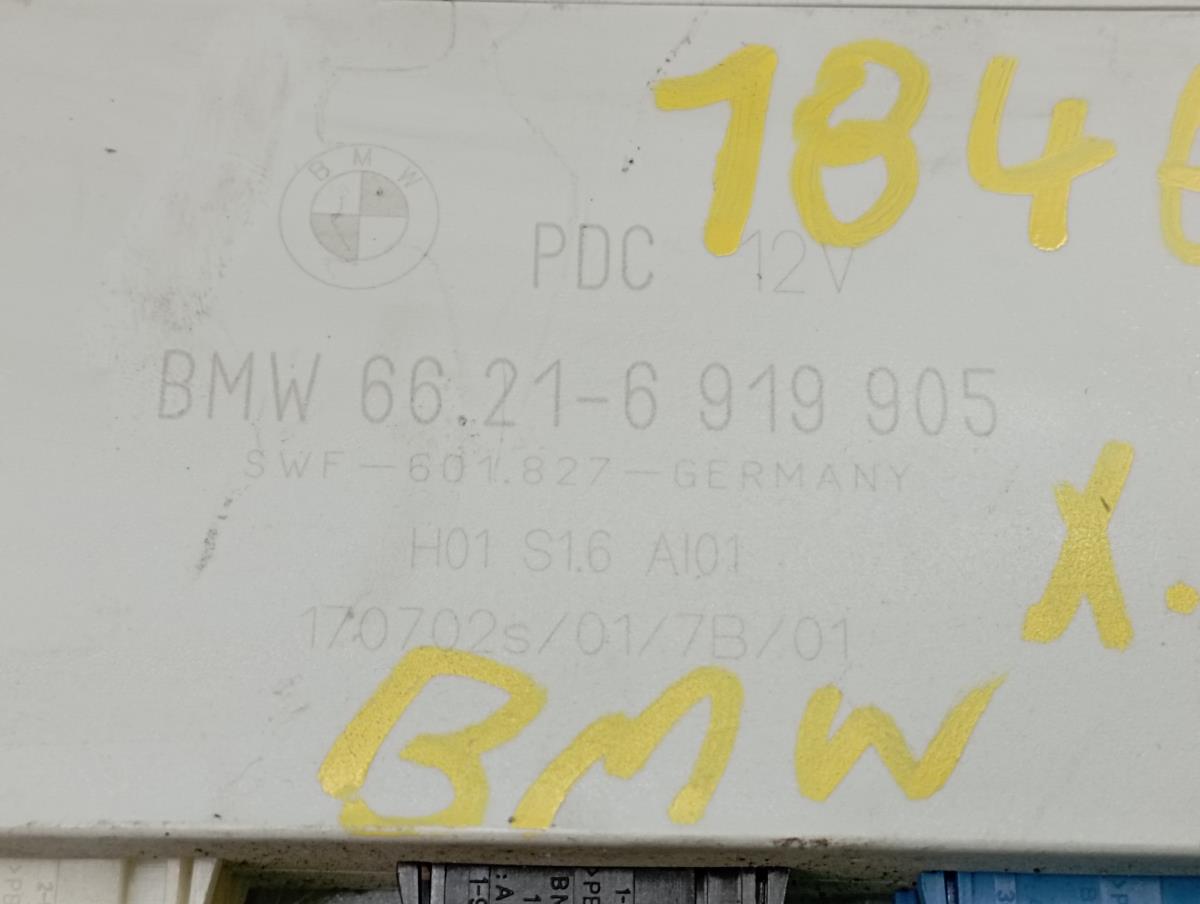 184
BMW
PDC 12V
BMW 66.21-6 919 905
SWF-601.827-GERMANY
X.
H01 S1.6 AI01
170702s/01/7B/01
BMW